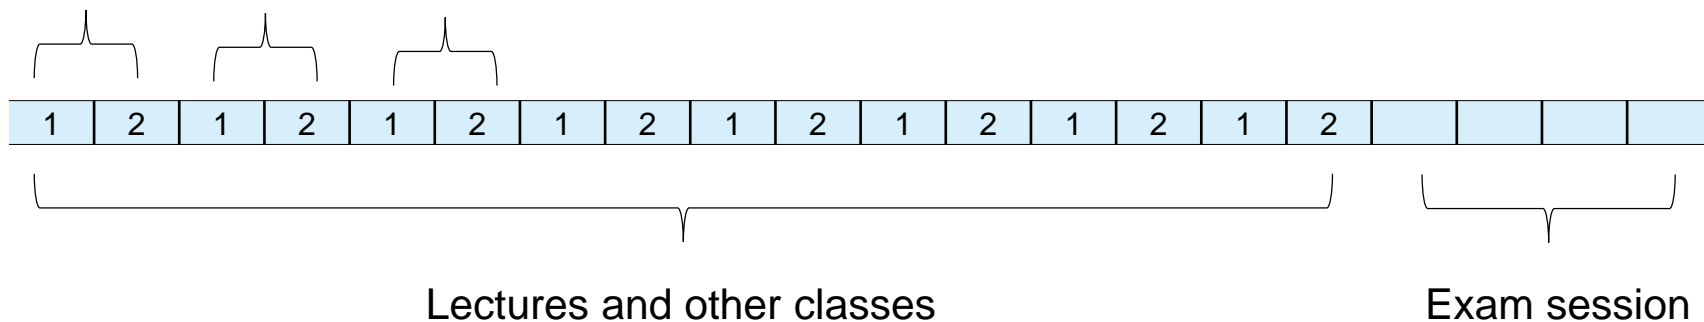 1 2 1 2 1 2 1 2 1 2 1 2 1 2 1 2
Lectures and other classes Exam session